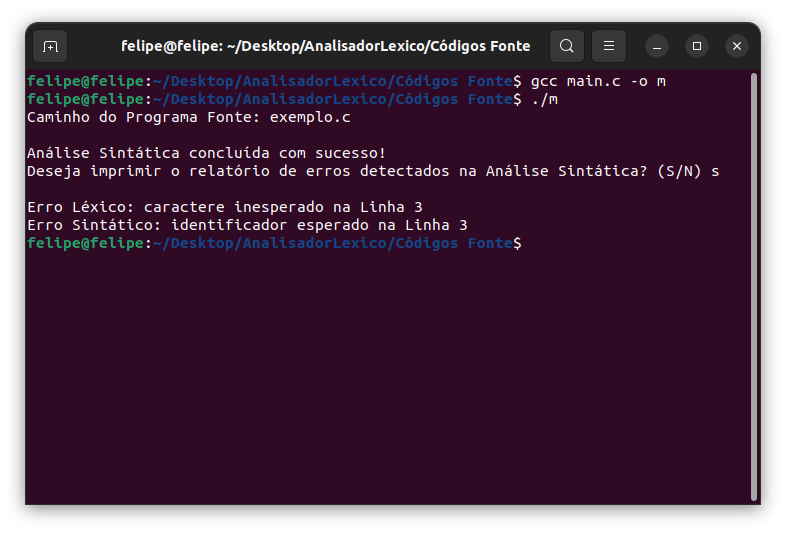 felipe@felipe: ~/Desktop/AnalisadorLexico/Códigos Fonte
felipe@felipe:~/Desktop/AnalisadorLexico/Códigos Fonte$ gcc main.c -o m
felipe@felipe:~/Desktop/AnalisadorLexico/Códigos Fonte$ ./m
Caminho do Programa Fonte: exemplo.c
Análise Sintática concluída com sucesso!
Deseja imprimir o relatório de erros detectados na Análise Sintática? (S/N) s
Erro Léxico: caractere inesperado na Linha 3
Erro Sintático: identificador esperado na Linha 3
felipe@felipe:~/Desktop/AnalisadorLexico/Códigos Fonte$